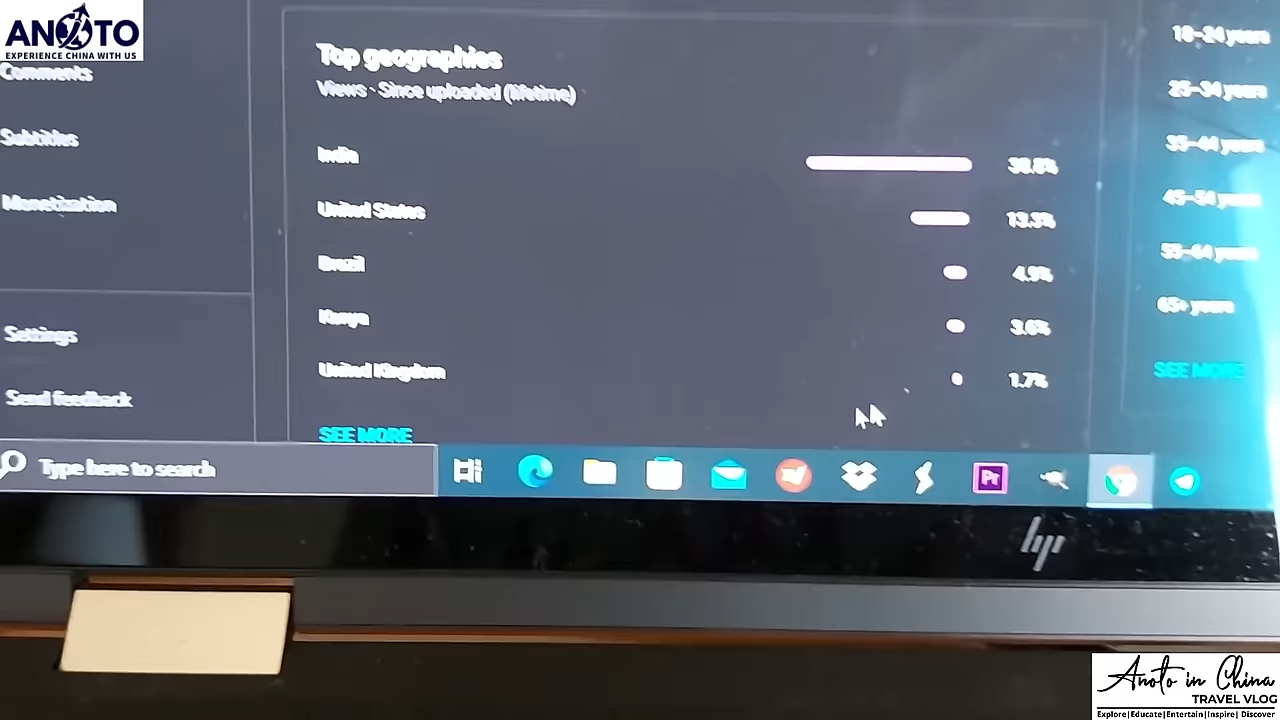 ANOTO
EXPERIENCE CHINA WITH US
Comments
Subtitles
Monetization
Settings
Send feedback
Top geographies
Views · Since uploaded (lifetime)
India
United States 13.3%
Brazil 4.9%
Kenya 3.6%
United Kingdom 1.7%
SEE MORE
18–24 years
25–34 years
35–44 years
45–54 years
55–64 years
65+ years
SEE MORE
Type here to search
Pr
hp
Anoto in China
TRAVEL VLOG
Explore|Educate|Entertain|Inspire| Discover